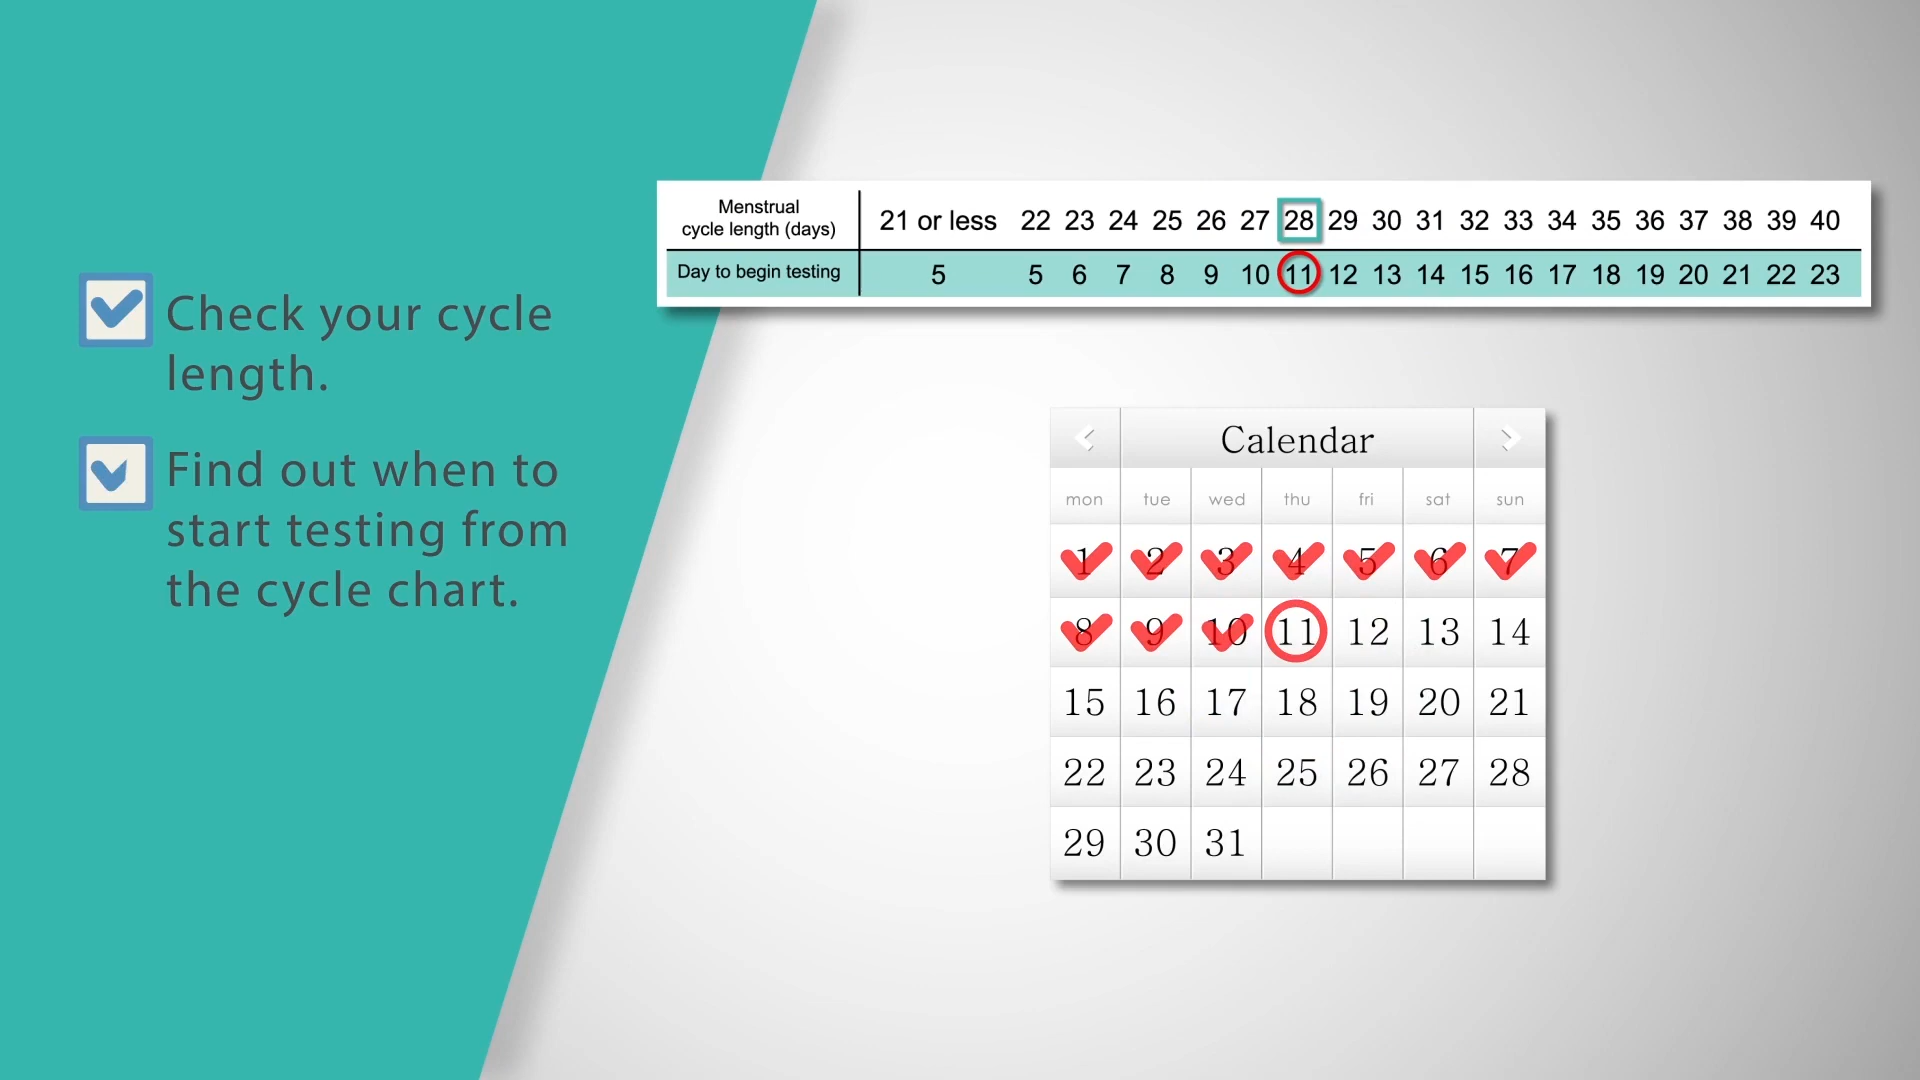 Check your cycle
length.
Find out when to
start testing from
the cycle chart.
Menstrual
cycle length (days)
21 or less 22 23 24 25 26 27 28 29 30 31 32 33 34 35 36 37 38 39 40
Day to begin testing
5 5 6 7 8 9 10 11 12 13 14 15 16 17 18 19 20 21 22 23
Calendar
mon tue wed thu fri sat sun
1 2 3 4 5 6 7
8 9 10 11 12 13 14
15 16 17 18 19 20 21
22 23 24 25 26 27 28
29 30 31